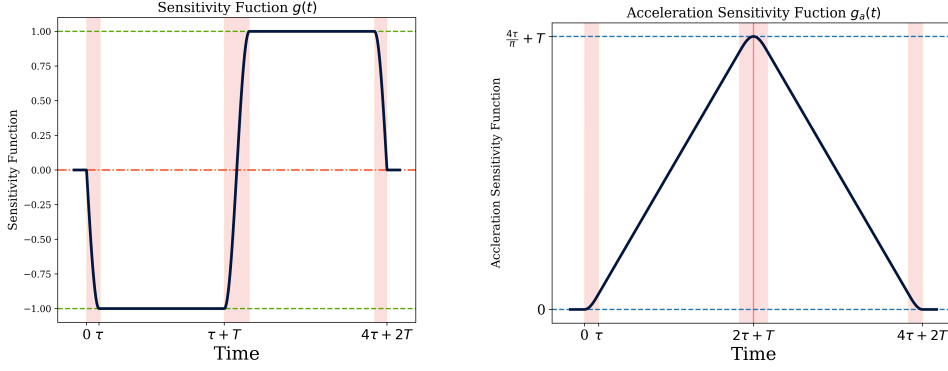 Sensitivity Fuction g(t)
1.00
0.75
0.50
0.25
0.00
−0.25
−0.50
−0.75
−1.00
Sensitivity Function
0 τ
τ + T
4τ + 2T
Time
Acceleration Sensitivity Fuction gₐ(t)
4τ/π + T
0
Accleration Sensitivity Function
0 τ
2τ + T
4τ + 2T
Time